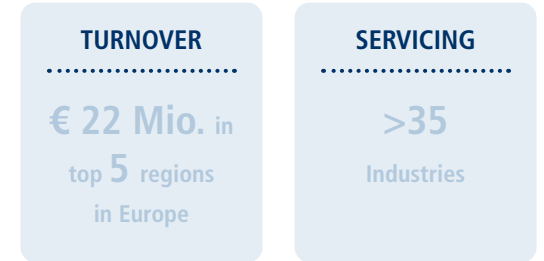 TURNOVER
€ 22 Mio. in
top 5 regions
in Europe
SERVICING
>35
Industries